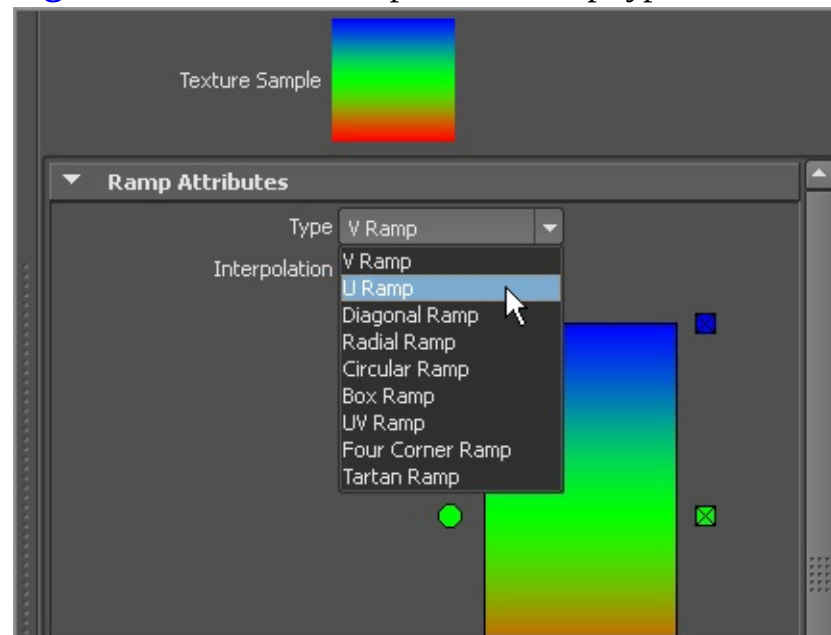 Texture Sample
Ramp Attributes
Type V Ramp
Interpolation
V Ramp
U Ramp
Diagonal Ramp
Radial Ramp
Circular Ramp
Box Ramp
UV Ramp
Four Corner Ramp
Tartan Ramp